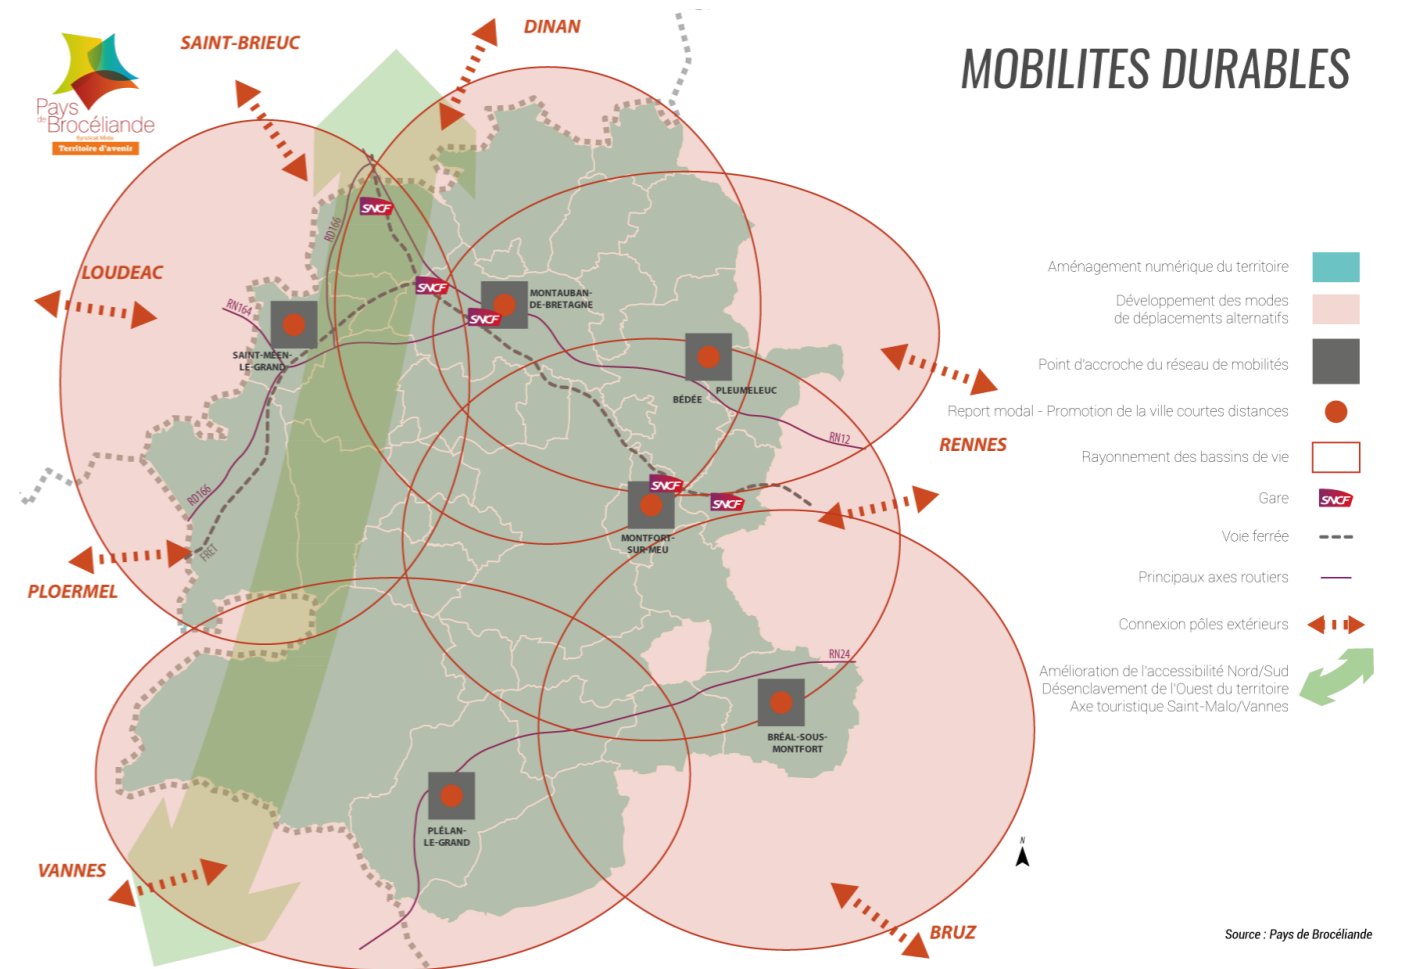 MOBILITES DURABLES
Pays
de Brocéliande
Syndicat Mixte
Territoire d'avenir
SAINT-BRIEUC
DINAN
LOUDEAC
PLOERMEL
VANNES
RENNES
BRUZ
RD166
SNCF
RN164
SNCF
SNCF
MONTAUBAN-
DE-BRETAGNE
SAINT-MÉEN-
LE-GRAND
PLEUMELEUC
BÉDÉE
RN12
RD166
FRET
SNCF
SNCF
MONTFORT-
SUR-MEU
RN24
BRÉAL-SOUS-
MONTFORT
PLÉLAN-
LE-GRAND
Aménagement numérique du territoire
Développement des modes
de déplacements alternatifs
Point d'accroche du réseau de mobilités
Report modal - Promotion de la ville courtes distances
Rayonnement des bassins de vie
Gare
SNCF
Voie ferrée
Principaux axes routiers
Connexion pôles extérieurs
Amélioration de l'accessibilité Nord/Sud
Désenclavement de l'Ouest du territoire
Axe touristique Saint-Malo/Vannes
N
Source : Pays de Brocéliande